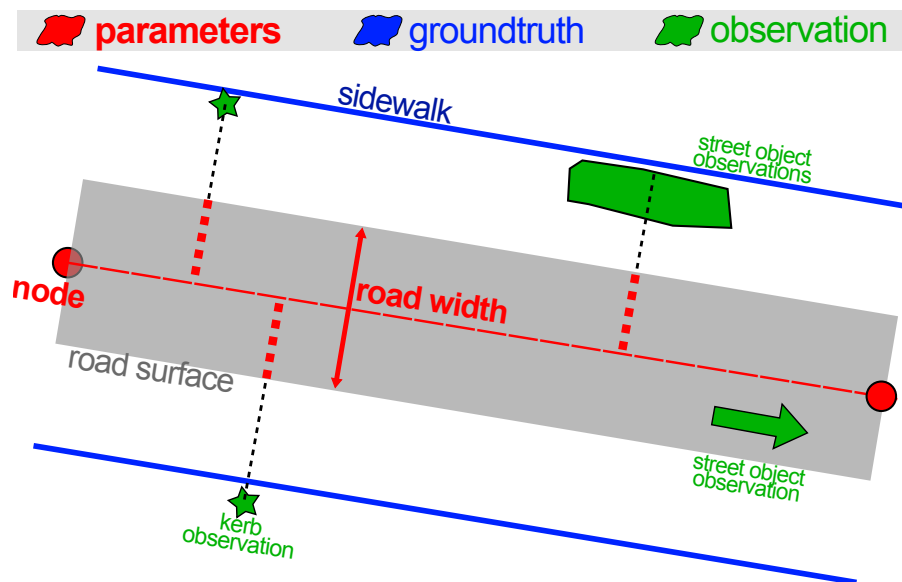 parameters
groundtruth
observation
sidewalk
street object
observations
node
road width
road surface
street object
observation
kerb
observation